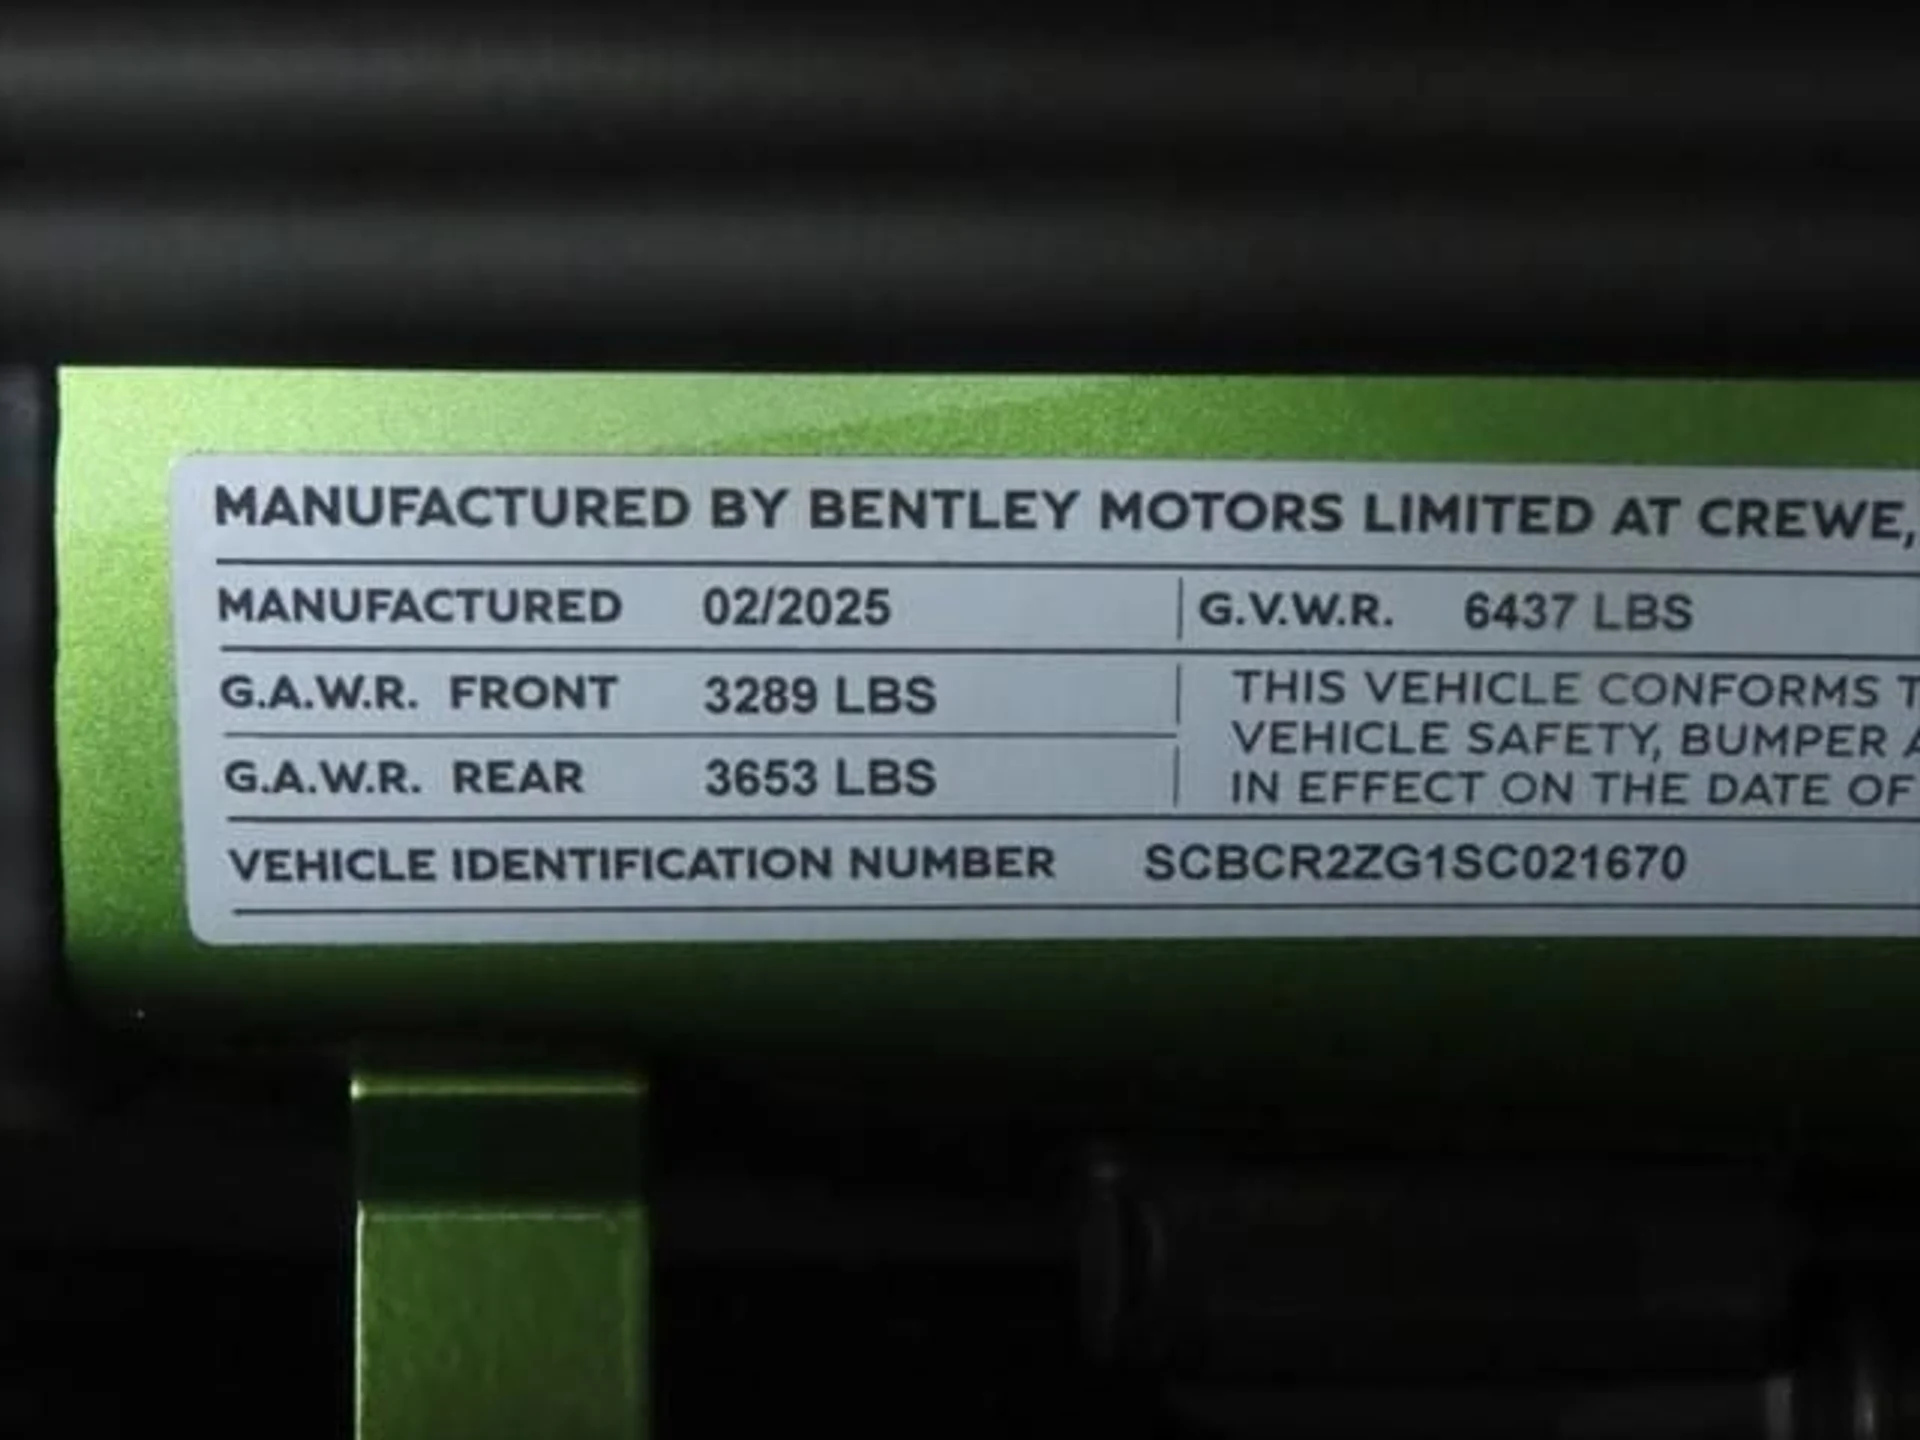 MANUFACTURED BY BENTLEY MOTORS LIMITED AT CREWE,
MANUFACTURED 02/2025 G.V.W.R. 6437 LBS
G.A.W.R. FRONT 3289 LBS
THIS VEHICLE CONFORMS T
VEHICLE SAFETY, BUMPER A
IN EFFECT ON THE DATE OF
G.A.W.R. REAR 3653 LBS
VEHICLE IDENTIFICATION NUMBER SCBCR2ZG1SC021670